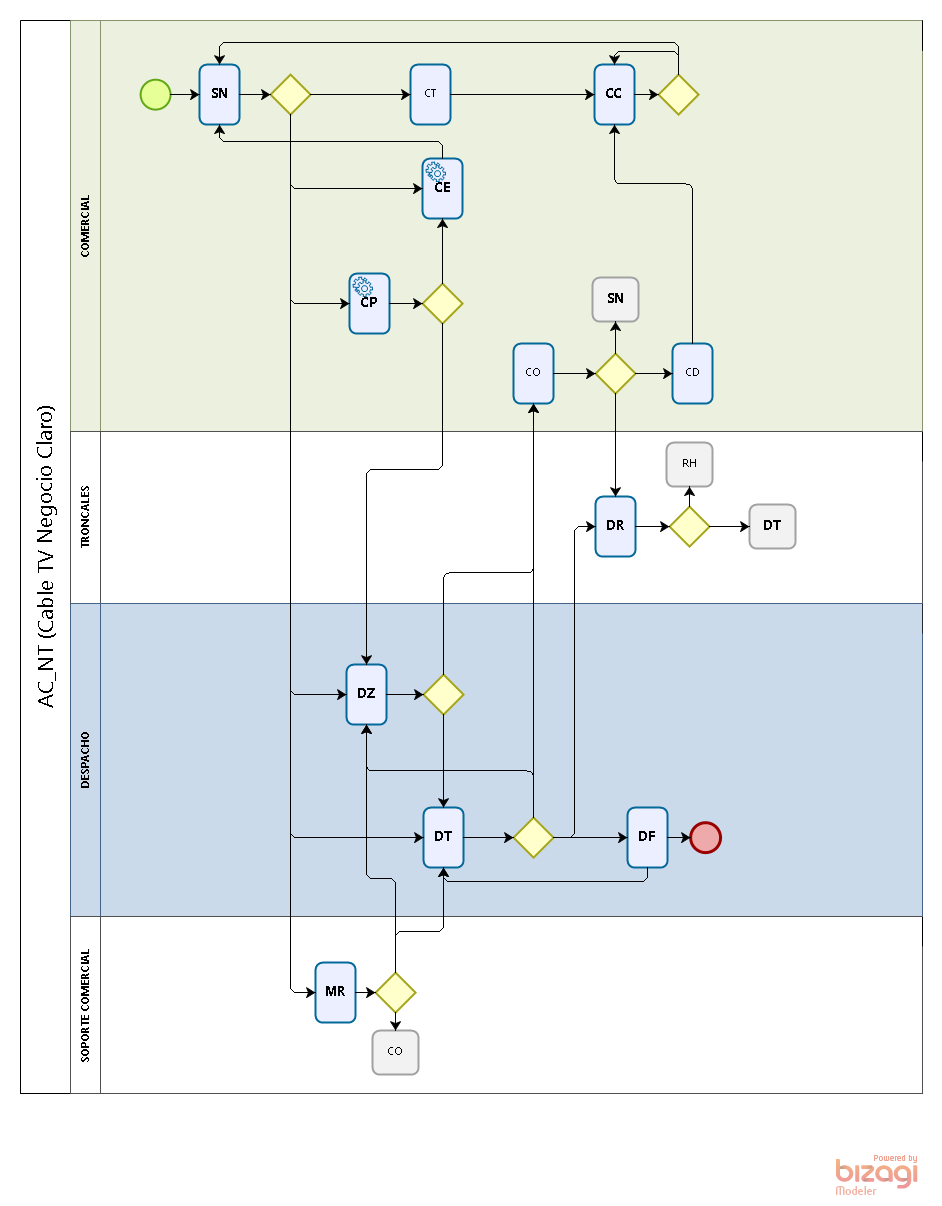 AC_NT (Cable TV Negocio Claro)
COMERCIAL
SN
CT
CC
CE
CP
SN
CO
CD
TRONCALES
RH
DR
DT
DESPACHO
DZ
DT
DF
SOPORTE COMERCIAL
MR
CO
Powered by
bizagi
Modeler